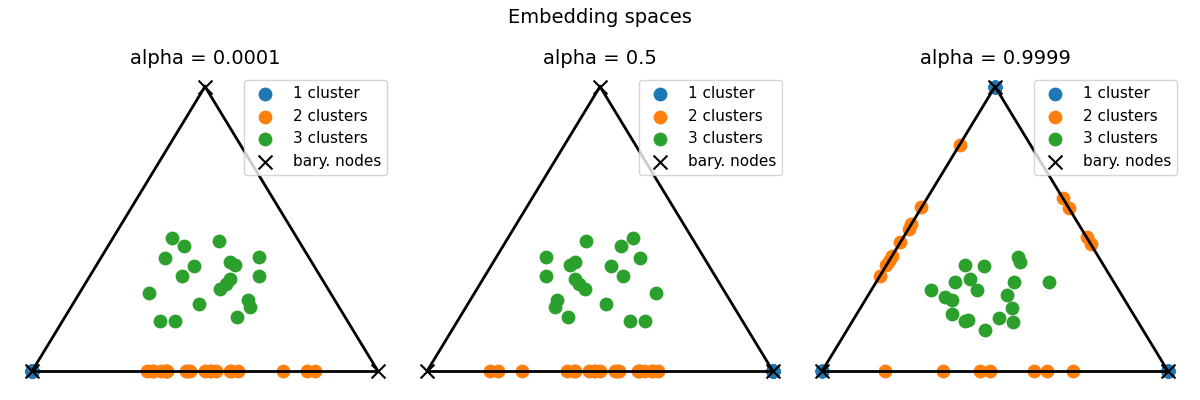 Embedding spaces
alpha = 0.0001
1 cluster
2 clusters
3 clusters
bary. nodes
alpha = 0.5
1 cluster
2 clusters
3 clusters
bary. nodes
alpha = 0.9999
1 cluster
2 clusters
3 clusters
bary. nodes